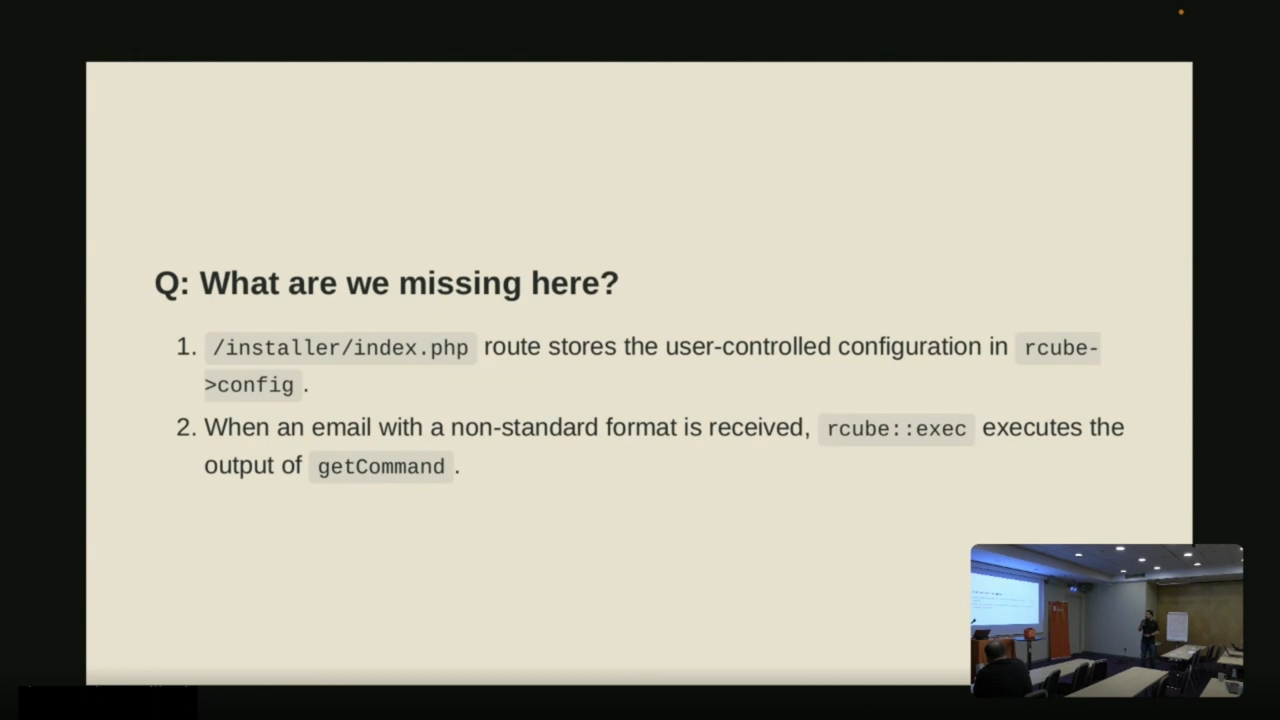 Q: What are we missing here?
1. /installer/index.php route stores the user-controlled configuration in rcube-
>config .
2. When an email with a non-standard format is received, rcube::exec executes the
output of getCommand .